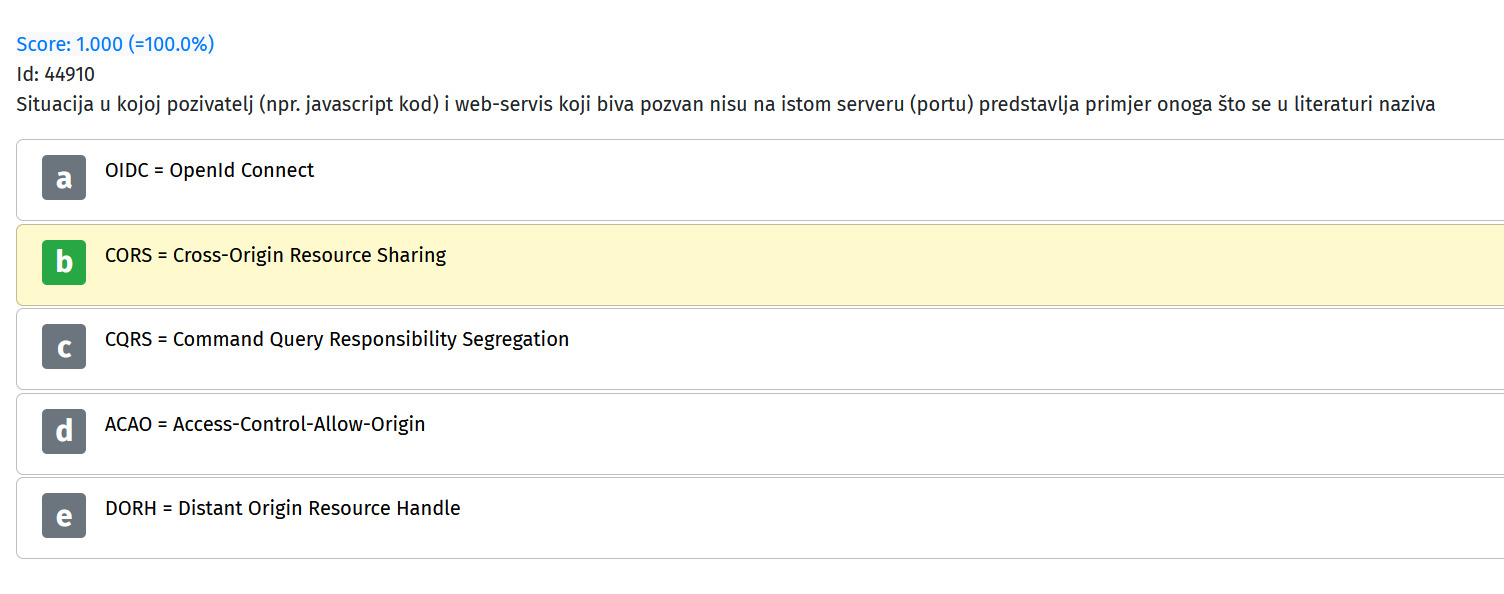 Score: 1.000 (=100.0%)
Id: 44910
Situacija u kojoj pozivatelj (npr. javascript kod) i web-servis koji biva pozvan nisu na istom serveru (portu) predstavlja primjer onoga što se u literaturi naziva
a OIDC = OpenId Connect
b CORS = Cross-Origin Resource Sharing
c CQRS = Command Query Responsibility Segregation
d ACAO = Access-Control-Allow-Origin
e DORH = Distant Origin Resource Handle